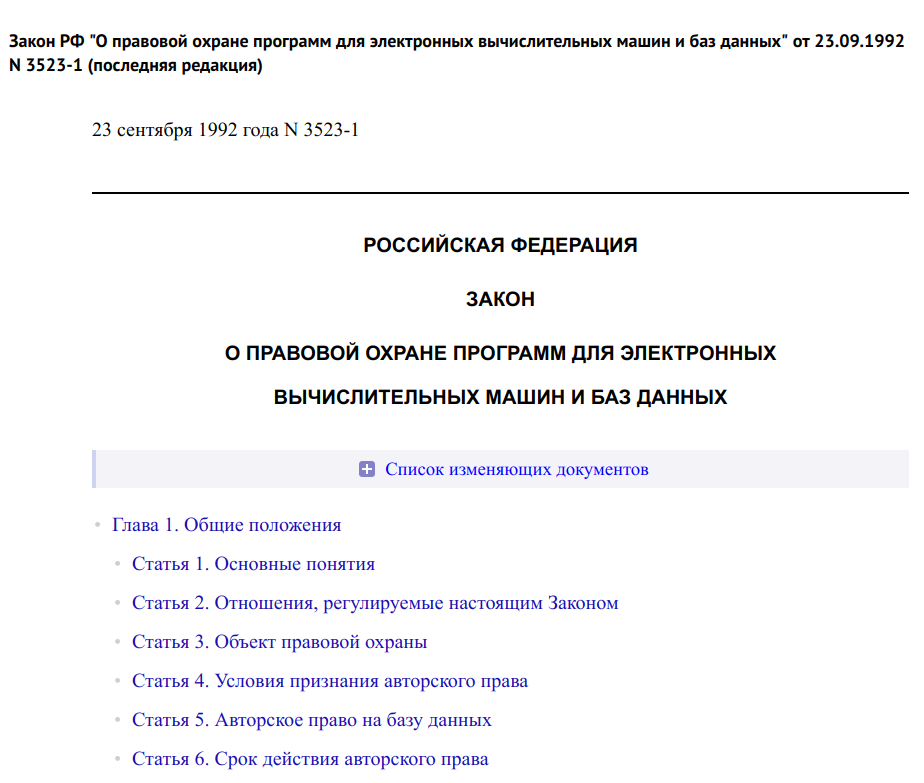 Закон РФ "О правовой охране программ для электронных вычислительных машин и баз данных" от 23.09.1992
N 3523-1 (последняя редакция)
23 сентября 1992 года N 3523-1
РОССИЙСКАЯ ФЕДЕРАЦИЯ
ЗАКОН
О ПРАВОВОЙ ОХРАНЕ ПРОГРАММ ДЛЯ ЭЛЕКТРОННЫХ
ВЫЧИСЛИТЕЛЬНЫХ МАШИН И БАЗ ДАННЫХ
Список изменяющих документов
Глава 1. Общие положения
Статья 1. Основные понятия
Статья 2. Отношения, регулируемые настоящим Законом
Статья 3. Объект правовой охраны
Статья 4. Условия признания авторского права
Статья 5. Авторское право на базу данных
Статья 6. Срок действия авторского права